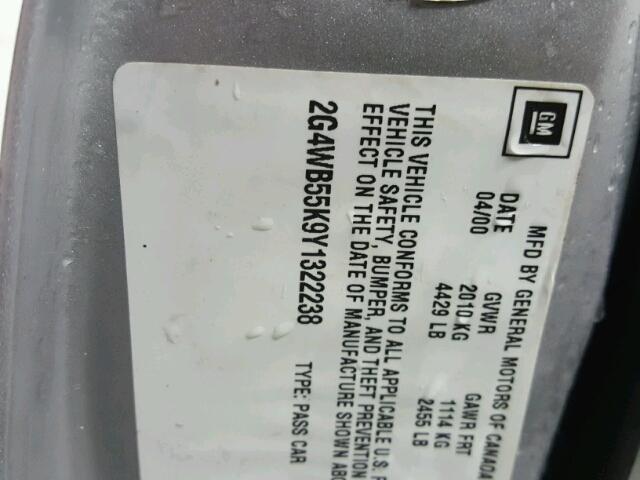 GM
MFD BY GENERAL MOTORS OF CANADA
DATE GVWR GAWR FRT
04/00 2010 KG 1114 KG
4429 LB 2455 LB
THIS VEHICLE CONFORMS TO ALL APPLICABLE U.S. F
VEHICLE SAFETY, BUMPER, AND THEFT PREVENTION
EFFECT ON THE DATE OF MANUFACTURE SHOWN ABO
2G4WB55K9Y1322238 TYPE: PASS CAR